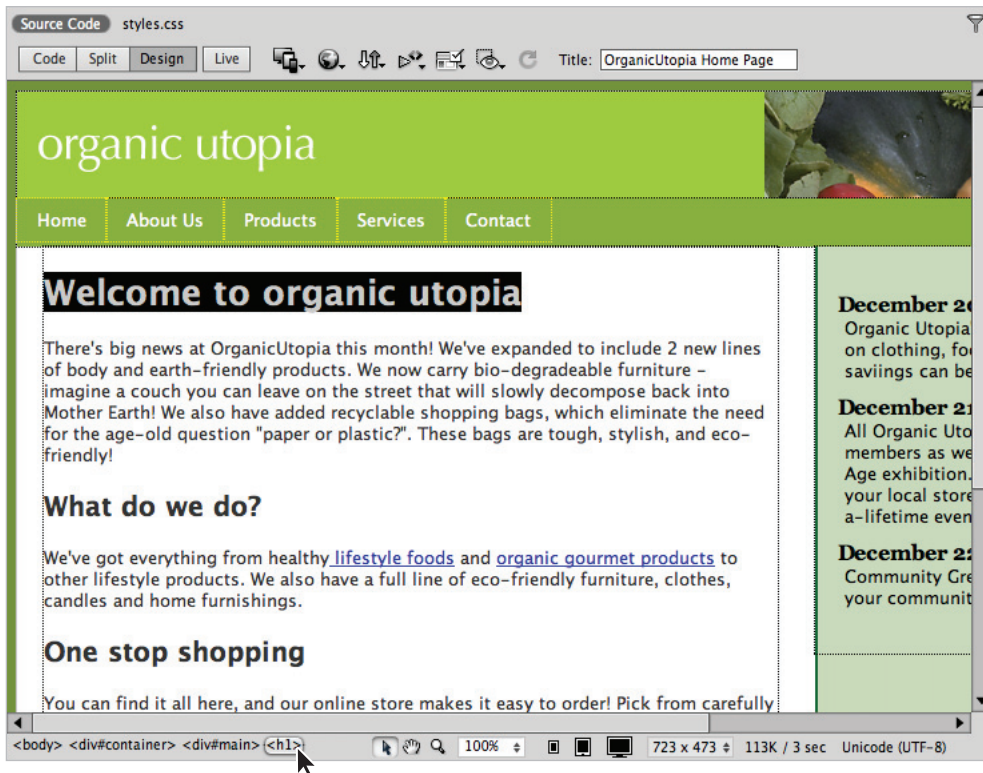 Source Code styles.css
Code Split Design Live Title: OrganicUtopia Home Page
organic utopia
Home About Us Products Services Contact
Welcome to organic utopia
There's big news at OrganicUtopia this month! We've expanded to include 2 new lines
of body and earth-friendly products. We now carry bio-degradeable furniture –
imagine a couch you can leave on the street that will slowly decompose back into
Mother Earth! We also have added recyclable shopping bags, which eliminate the need
for the age-old question "paper or plastic?". These bags are tough, stylish, and eco-
friendly!
What do we do?
We've got everything from healthy lifestyle foods and organic gourmet products to
other lifestyle products. We also have a full line of eco-friendly furniture, clothes,
candles and home furnishings.
One stop shopping
You can find it all here, and our online store makes it easy to order! Pick from carefully
December 2
Organic Utopia
on clothing, fo
saviings can be
December 21
All Organic Uto
members as we
Age exhibition.
your local store
a-lifetime even
December 22
Community Gre
your communit
<body> <div#container> <div#main> <h1> 100% 723 x 473 113K / 3 sec Unicode (UTF-8)